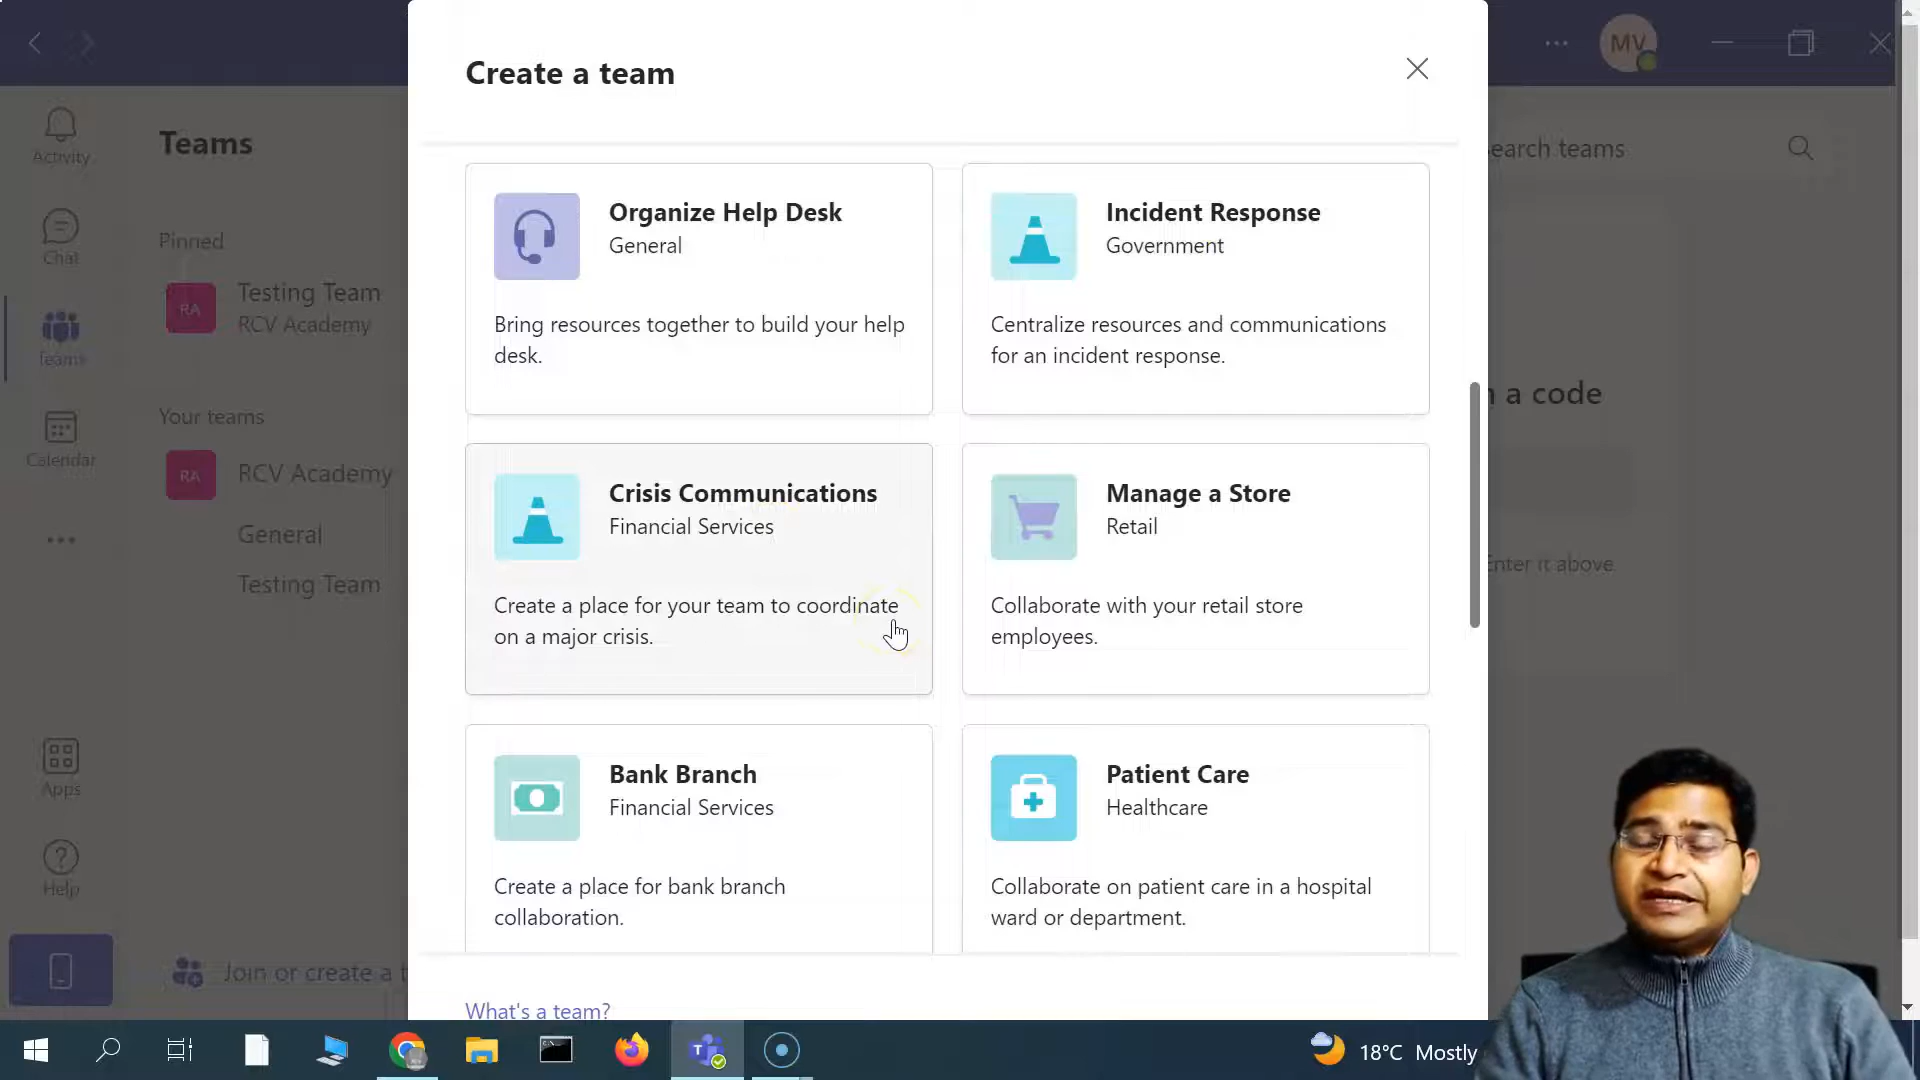 Create a team
MV
Activity
Teams
earch teams
Organize Help Desk
General
Bring resources together to build your help
desk.
Incident Response
Government
Centralize resources and communications
for an incident response.
Chat
Pinned
RA
Testing Team
RCV Academy
Teams
n a code
Your teams
Calendar
RA
RCV Academy
General
Testing Team
Crisis Communications
Financial Services
Create a place for your team to coordinate
on a major crisis.
Manage a Store
Retail
Collaborate with your retail store
employees.
Enter it above
Bank Branch
Financial Services
Create a place for bank branch
collaboration.
Patient Care
Healthcare
Collaborate on patient care in a hospital
ward or department.
Apps
Help
Join or create a t
What's a team?
T
18°C Mostly